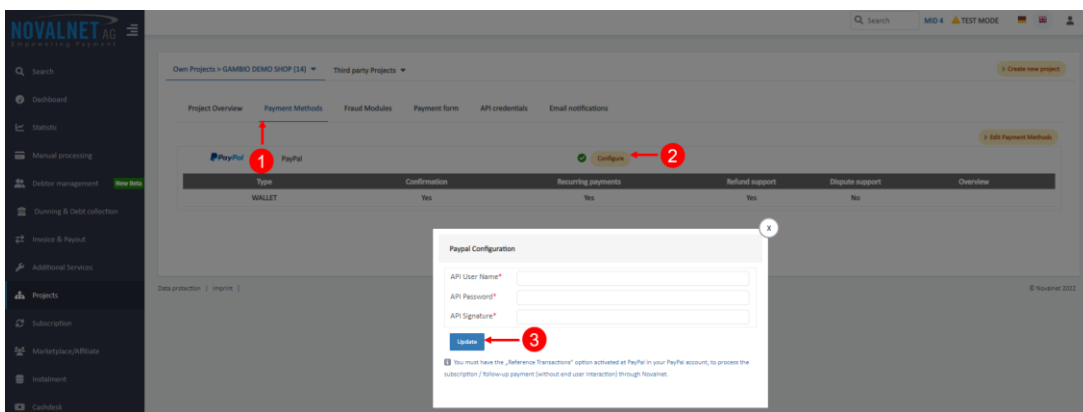 NOVALNET AG
Empowering Payment
Search
MID 4
TEST MODE
Search
Dashboard
Statistic
Manual processing
Debtor management New Beta
Dunning & Debt collection
Invoice & Payout
Additional Services
Projects
Subscription
Marketplace/Affiliate
Instalment
Cashdesk
Own Projects > GAMBIO DEMO SHOP (14)
Third party Projects
> Create new project
Project Overview Payment Methods Fraud Modules Payment form API credentials Email notifications
> Edit Payment Methods
1
PayPal PayPal
Configure
2
Type Confirmation Recurring payments Refund support Dispute support Overview
WALLET Yes Yes Yes No
X
Paypal Configuration
API User Name*
API Password*
API Signature*
Update
3
You must have the „Reference Transactions" option activated at PayPal in your PayPal account, to process the
subscription / follow-up payment (without end user interaction) through Novalnet.
Data protection | Imprint |
© Novalnet 2022